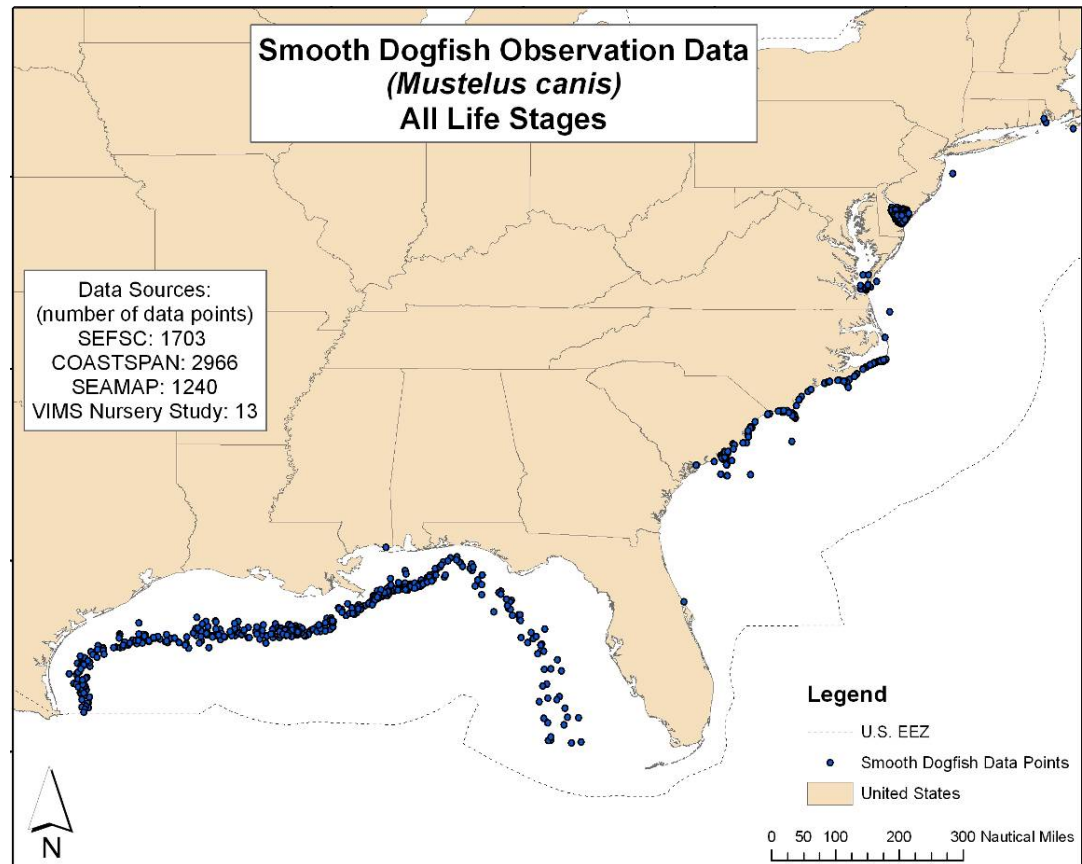 Smooth Dogfish Observation Data
(Mustelus canis)
All Life Stages
Data Sources:
(number of data points)
SEFSC: 1703
COASTSPAN: 2966
SEAMAP: 1240
VIMS Nursery Study: 13
Legend
U.S. EEZ
Smooth Dogfish Data Points
United States
0 50 100 200 300 Nautical Miles
N